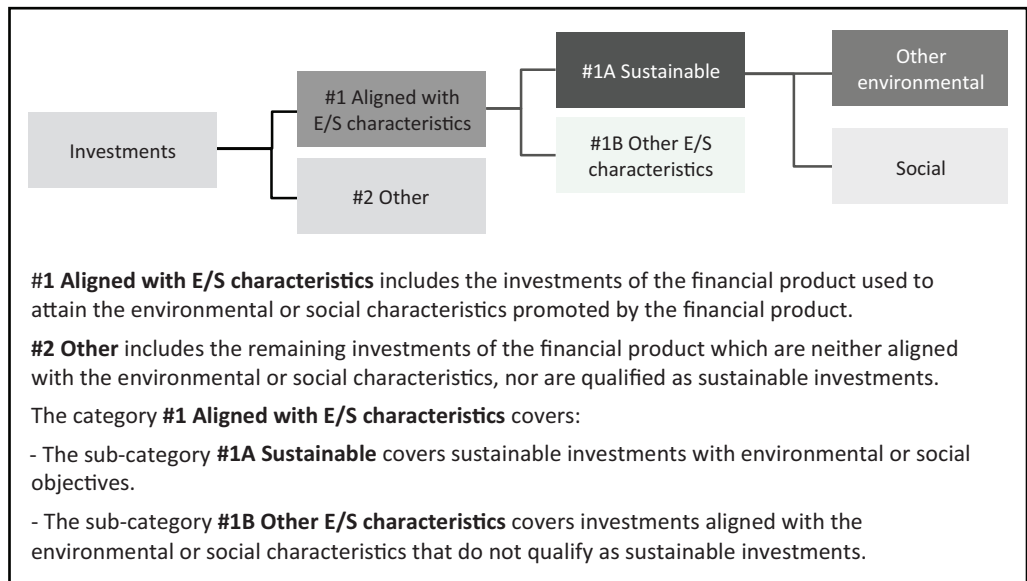 Investments
#1 Aligned with
E/S characteristics
#2 Other
#1A Sustainable
#1B Other E/S
characteristics
Other
environmental
Social
#1 Aligned with E/S characteristics includes the investments of the financial product used to
attain the environmental or social characteristics promoted by the financial product.
#2 Other includes the remaining investments of the financial product which are neither aligned
with the environmental or social characteristics, nor are qualified as sustainable investments.
The category #1 Aligned with E/S characteristics covers:
- The sub-category #1A Sustainable covers sustainable investments with environmental or social
objectives.
- The sub-category #1B Other E/S characteristics covers investments aligned with the
environmental or social characteristics that do not qualify as sustainable investments.